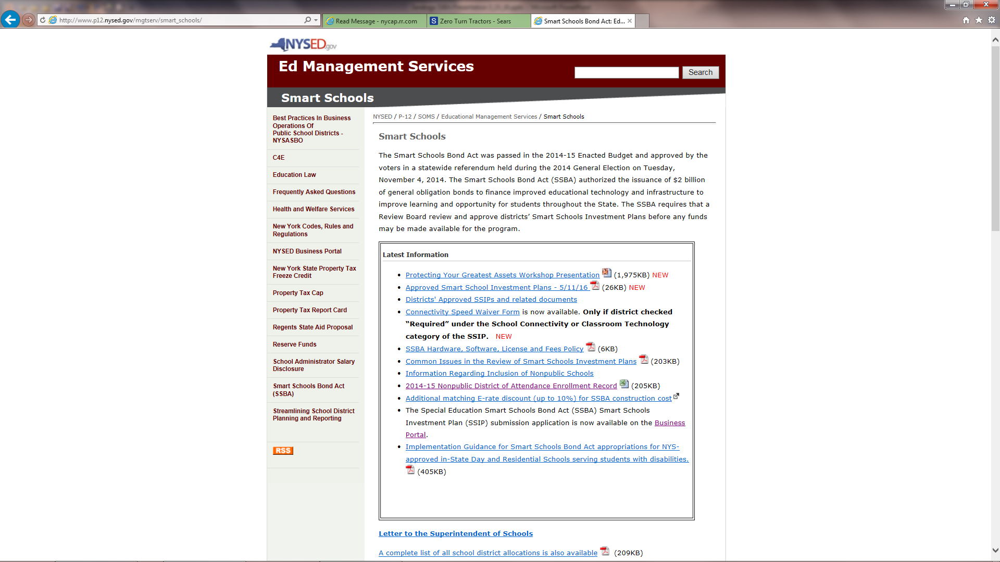 http://www.p12.nysed.gov/mgtserv/smart_schools/
Read Message - nycap.rr.com
Zero Turn Tractors - Sears
Smart Schools Bond Act: Ed...
NYSED.gov
Ed Management Services
Search
Smart Schools
Best Practices In Business
Operations Of
Public School Districts -
NYSASBO
C4E
Education Law
Frequently Asked Questions
Health and Welfare Services
New York Codes, Rules and
Regulations
NYSED Business Portal
New York State Property Tax
Freeze Credit
Property Tax Cap
Property Tax Report Card
Regents State Aid Proposal
Reserve Funds
School Administrator Salary
Disclosure
Smart Schools Bond Act
(SSBA)
Streamlining School District
Planning and Reporting
RSS
NYSED / P-12 / SOMS / Educational Management Services / Smart Schools
Smart Schools
The Smart Schools Bond Act was passed in the 2014-15 Enacted Budget and approved by the
voters in a statewide referendum held during the 2014 General Election on Tuesday,
November 4, 2014. The Smart Schools Bond Act (SSBA) authorized the issuance of $2 billion
of general obligation bonds to finance improved educational technology and infrastructure to
improve learning and opportunity for students throughout the State. The SSBA requires that a
Review Board review and approve districts’ Smart Schools Investment Plans before any funds
may be made available for the program.
Latest Information
• Protecting Your Greatest Assets Workshop Presentation (1,975KB) NEW
• Approved Smart School Investment Plans - 5/11/16 (26KB) NEW
• Districts' Approved SSIPs and related documents
• Connectivity Speed Waiver Form is now available. Only if district checked
“Required” under the School Connectivity or Classroom Technology
category of the SSIP. NEW
• SSBA Hardware, Software, License and Fees Policy (6KB)
• Common Issues in the Review of Smart Schools Investment Plans (203KB)
• Information Regarding Inclusion of Nonpublic Schools
• 2014-15 Nonpublic District of Attendance Enrollment Record (205KB)
• Additional matching E-rate discount (up to 10%) for SSBA construction cost
• The Special Education Smart Schools Bond Act (SSBA) Smart Schools
Investment Plan (SSIP) submission application is now available on the Business
Portal.
• Implementation Guidance for Smart Schools Bond Act appropriations for NYS-
approved in-State Day and Residential Schools serving students with disabilities.
(405KB)
Letter to the Superintendent of Schools
A complete list of all school district allocations is also available (209KB)